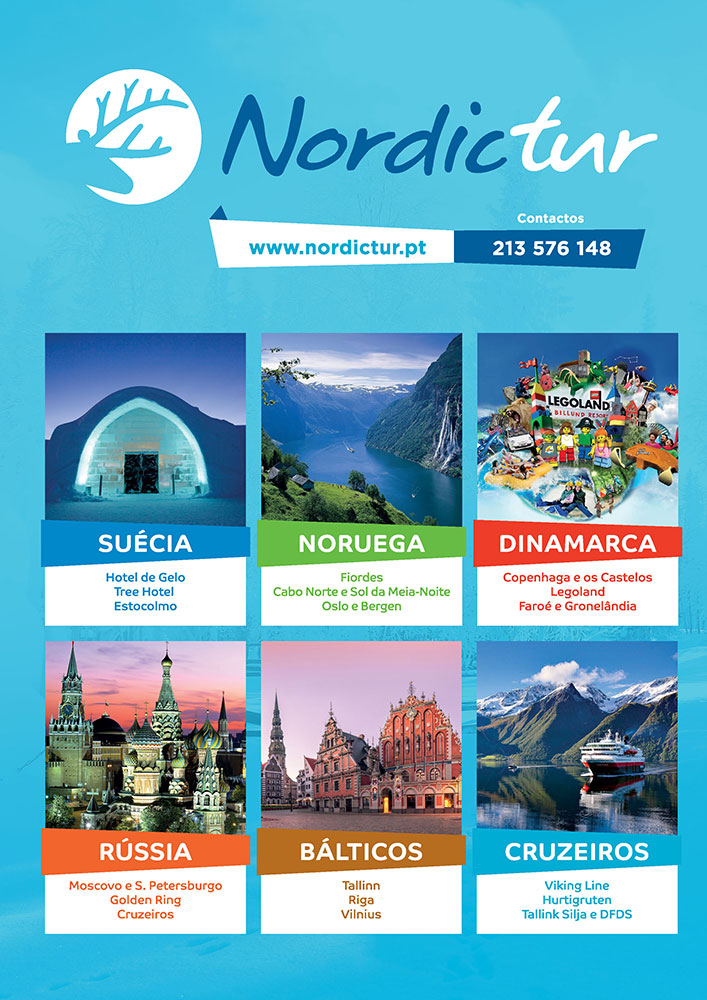 Nordictur
Contactos
www.nordictur.pt
213 576 148
LEGOLAND
BILLUND RESORT
SUÉCIA
Hotel de Gelo
Tree Hotel
Estocolmo
NORUEGA
Fiordes
Cabo Norte e Sol da Meia-Noite
Oslo e Bergen
DINAMARCA
Copenhaga e os Castelos
Legoland
Faroé e Gronelândia
RÚSSIA
Moscovo e S. Petersburgo
Golden Ring
Cruzeiros
BÁLTICOS
Tallinn
Riga
Vilnius
CRUZEIROS
Viking Line
Hurtigruten
Tallink Silja e DFDS